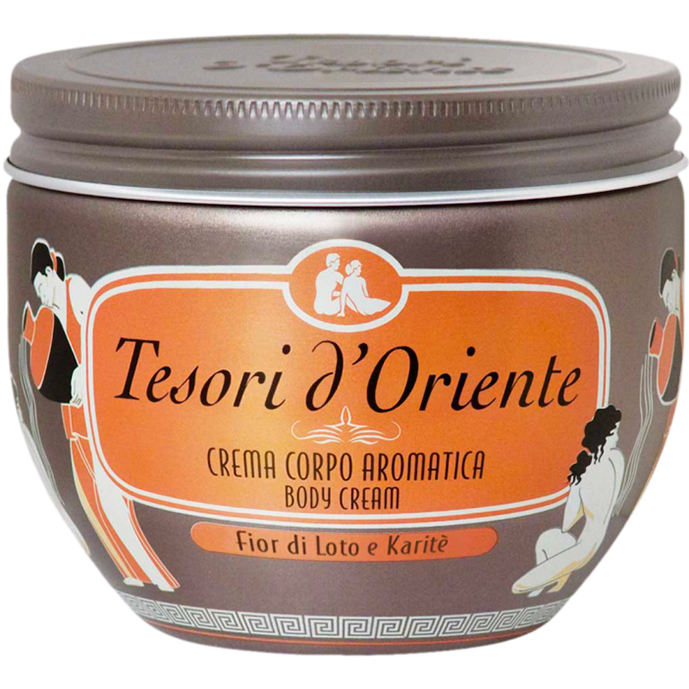 Tesori d'Oriente
CREMA CORPO AROMATICA
BODY CREAM
Fior di Loto e Karitè